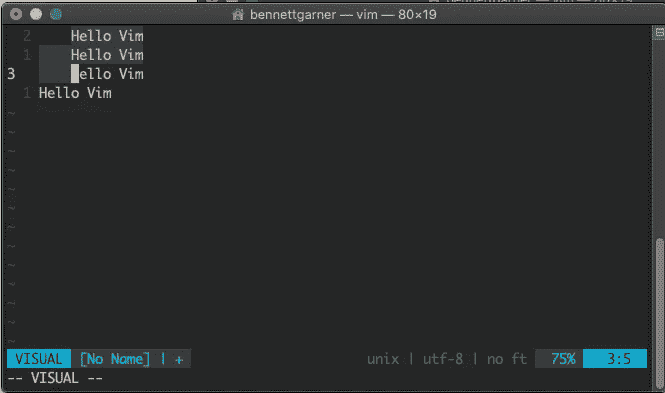 bennettgarner — vim — 80×19
2 Hello Vim
1 Hello Vim
3 Hello Vim
1 Hello Vim
~
~
~
~
~
~
~
~
~
~
~
~
~
VISUAL [No Name] | + unix | utf-8 | no ft 75% 3:5
-- VISUAL --